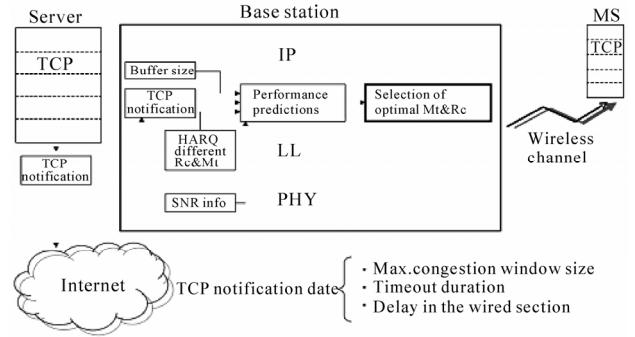 Server
Base station
MS
TCP
IP
TCP
Buffer size
TCP
notification
Performance
predictions
Selection of
optimal Mt&Rc
HARQ
different
Rc&Mt
LL
Wireless
channel
TCP
notification
SNR info
PHY
Internet
TCP notification date
• Max.congestion window size
• Timeout duration
• Delay in the wired section